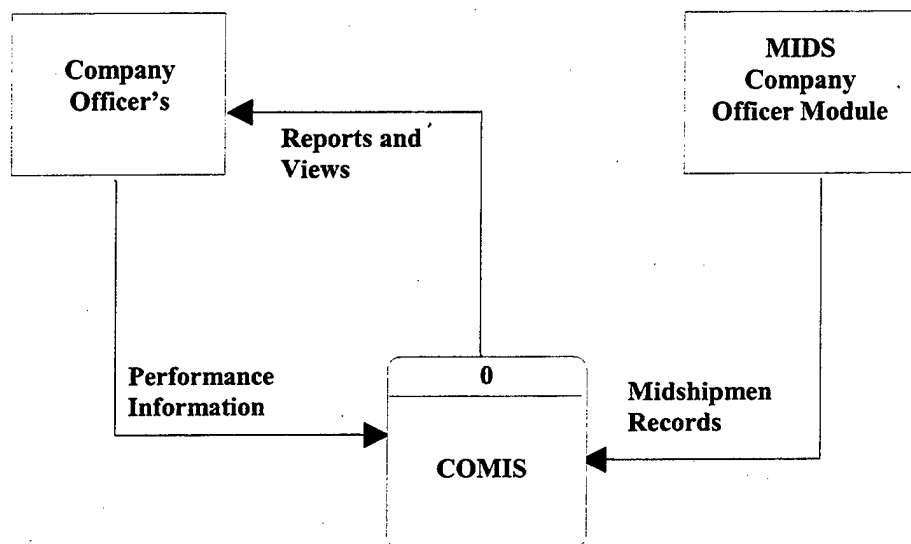 Company
Officer's
MIDS
Company
Officer Module
Reports and
Views
Performance
Information
0
COMIS
Midshipmen
Records